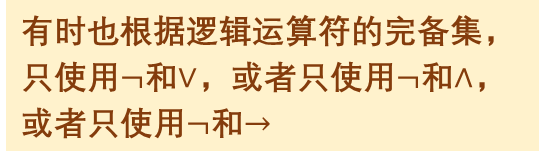 有时也根据逻辑运算符的完备集，
只使用¬和∨，或者只使用¬和∧，
或者只使用¬和→